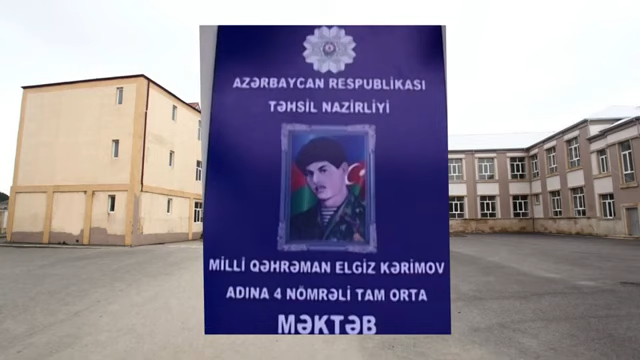 AZƏRBAYCAN RESPUBLİKASI
TƏHSİL NAZİRLİYİ
MİLLİ QƏHRƏMAN ELGİZ KƏRİMOV
ADINA 4 NÖMRƏLİ TAM ORTA
MƏKTƏB